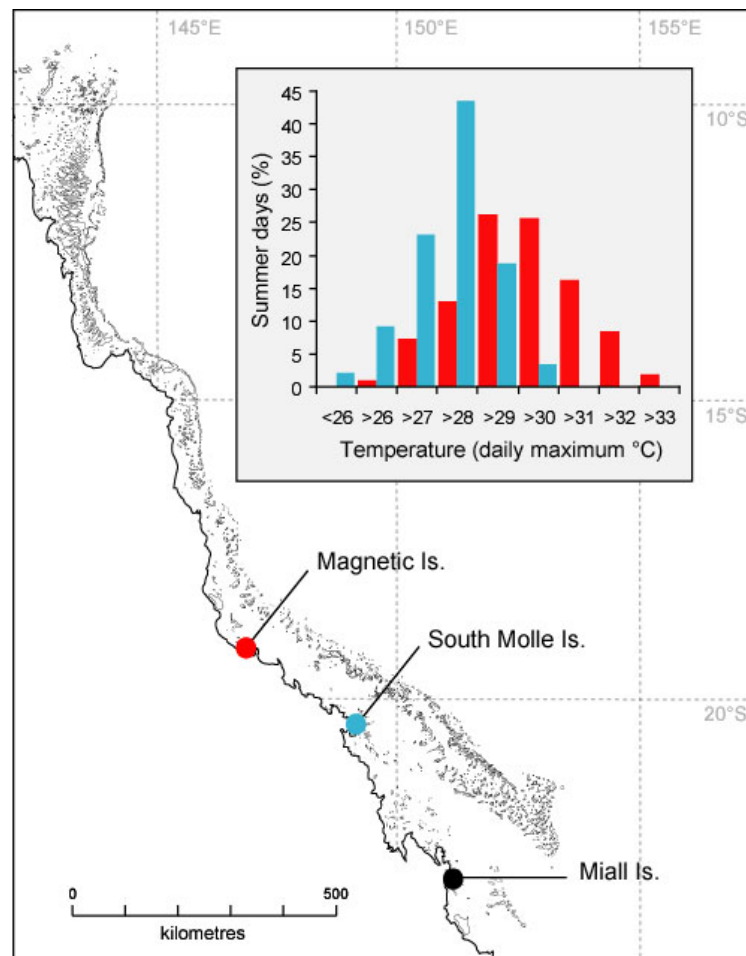 145°E 150°E 155°E
10°S
45
40
35
30
25
20
15
10
5
0
Summer days (%)
<26 >26 >27 >28 >29 >30 >31 >32 >33
Temperature (daily maximum °C)
15°S
Magnetic Is.
South Molle Is.
20°S
Miall Is.
0 500
kilometres